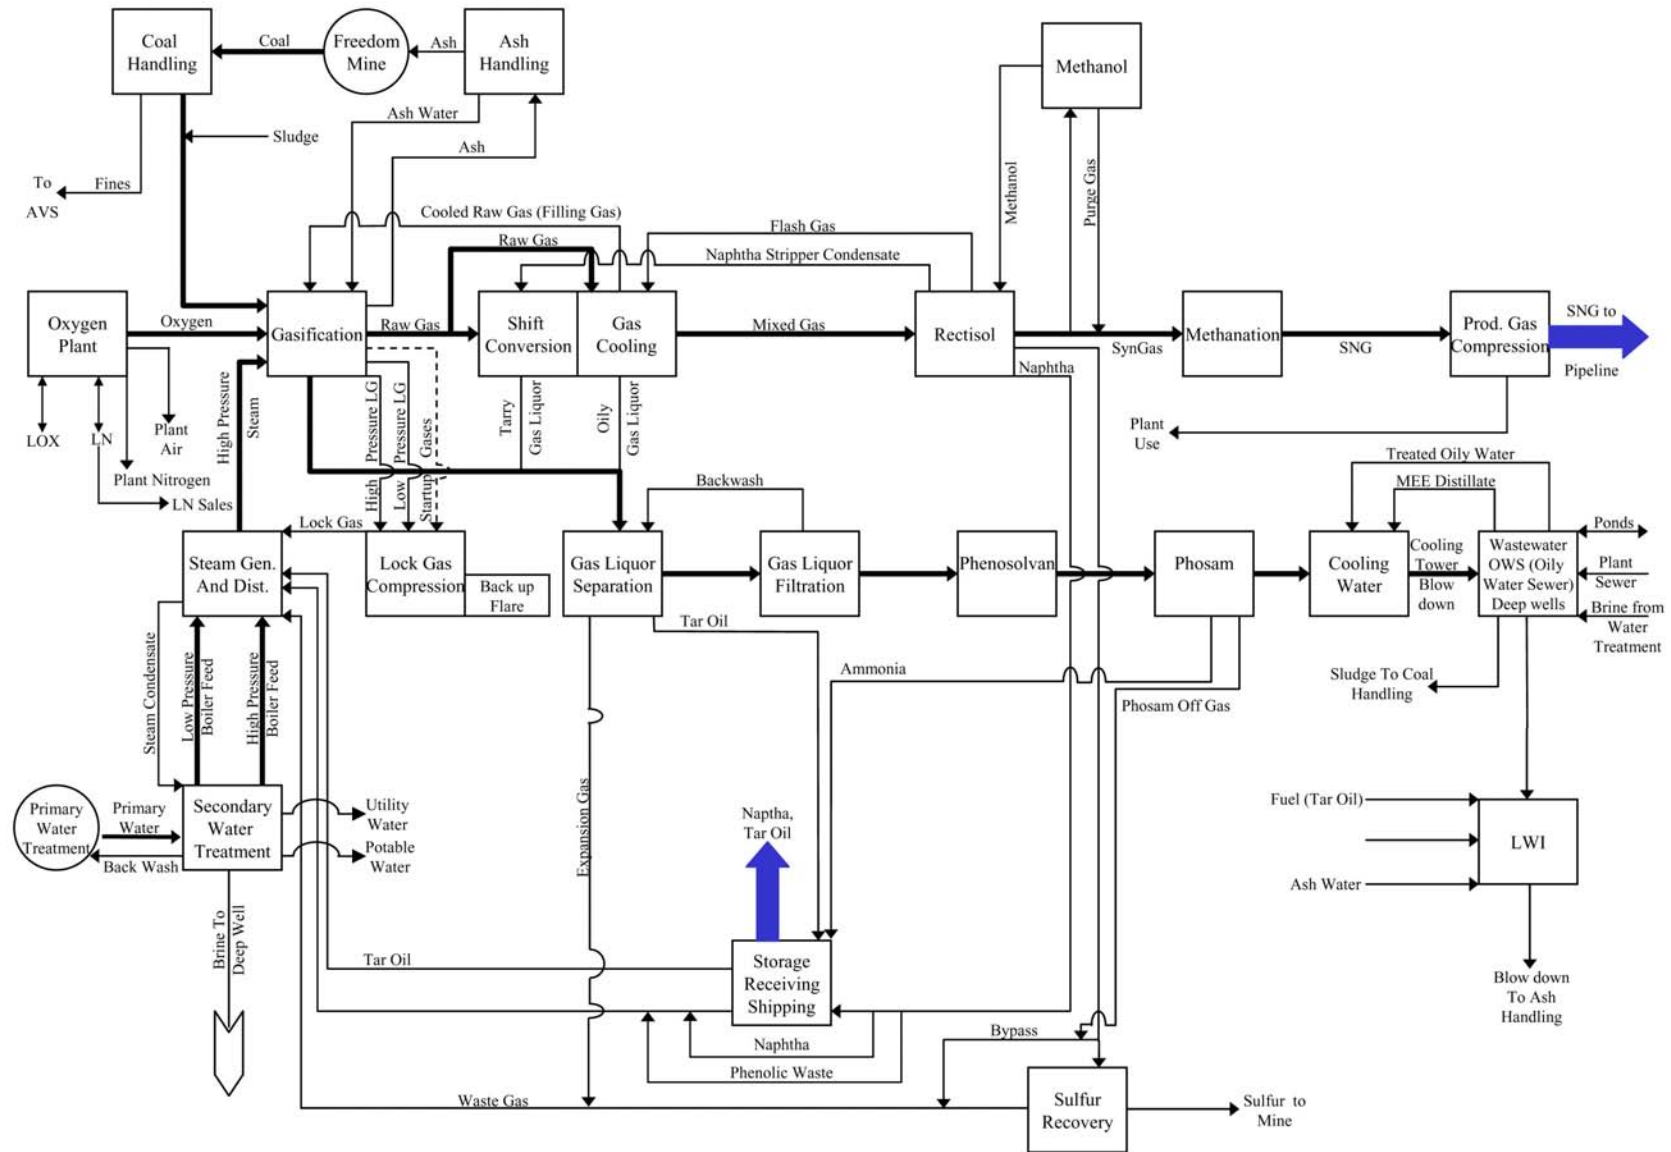 Coal
Handling
Coal
Freedom
Mine
Ash
Ash
Handling
Methanol
Ash Water
Sludge
Ash
To
AVS
Fines
Methanol
Purge Gas
Cooled Raw Gas (Filling Gas)
Raw Gas
Flash Gas
Naphtha Stripper Condensate
Oxygen
Plant
Oxygen
Gasification
Raw Gas
Shift
Conversion
Gas
Cooling
Mixed Gas
Rectisol
SynGas
Methanation
SNG
Prod. Gas
Compression
SNG to
Pipeline
Naphtha
LOX
LN
Plant
Air
Plant Nitrogen
LN Sales
High Pressure
Steam
High Pressure LG
Low Pressure LG
Startup Gases
Tarry
Gas Liquor
Oily
Gas Liquor
Plant
Use
Backwash
Treated Oily Water
MEE Distillate
Lock Gas
Steam Gen.
And Dist.
Lock Gas
Compression
Back up
Flare
Gas Liquor
Separation
Gas Liquor
Filtration
Phenosolvan
Phosam
Cooling
Water
Cooling
Tower
Blow
down
Wastewater
OWS (Oily
Water Sewer)
Deep wells
Ponds
Plant
Sewer
Brine from
Water
Treatment
Tar Oil
Ammonia
Phosam Off Gas
Sludge To Coal
Handling
Steam Condensate
Low Pressure
Boiler Feed
High Pressure
Boiler Feed
Expansion Gas
Primary
Water
Treatment
Primary
Water
Back Wash
Secondary
Water
Treatment
Utility
Water
Potable
Water
Naptha,
Tar Oil
Fuel (Tar Oil)
Ash Water
LWI
Brine To
Deep Well
Tar Oil
Storage
Receiving
Shipping
Blow down
To Ash
Handling
Naphtha
Phenolic Waste
Bypass
Waste Gas
Sulfur
Recovery
Sulfur to
Mine